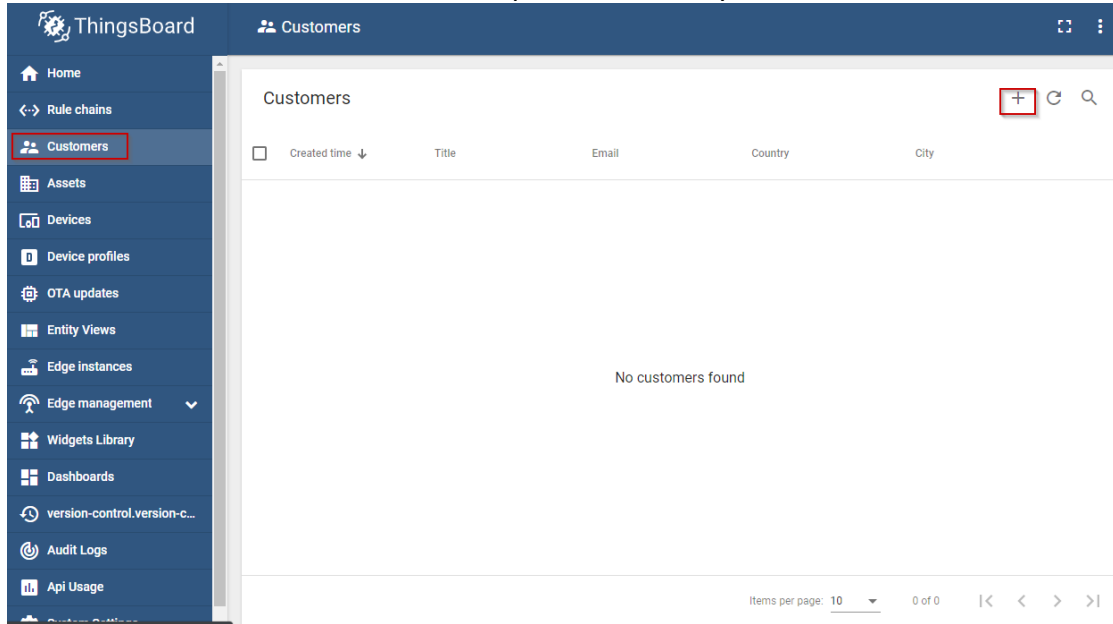 ThingsBoard
Customers
Home
Rule chains
Customers
Assets
Devices
Device profiles
OTA updates
Entity Views
Edge instances
Edge management
Widgets Library
Dashboards
version-control.version-c...
Audit Logs
Api Usage
System Settings
Customers
Created time Title Email Country City
No customers found
Items per page: 10 0 of 0